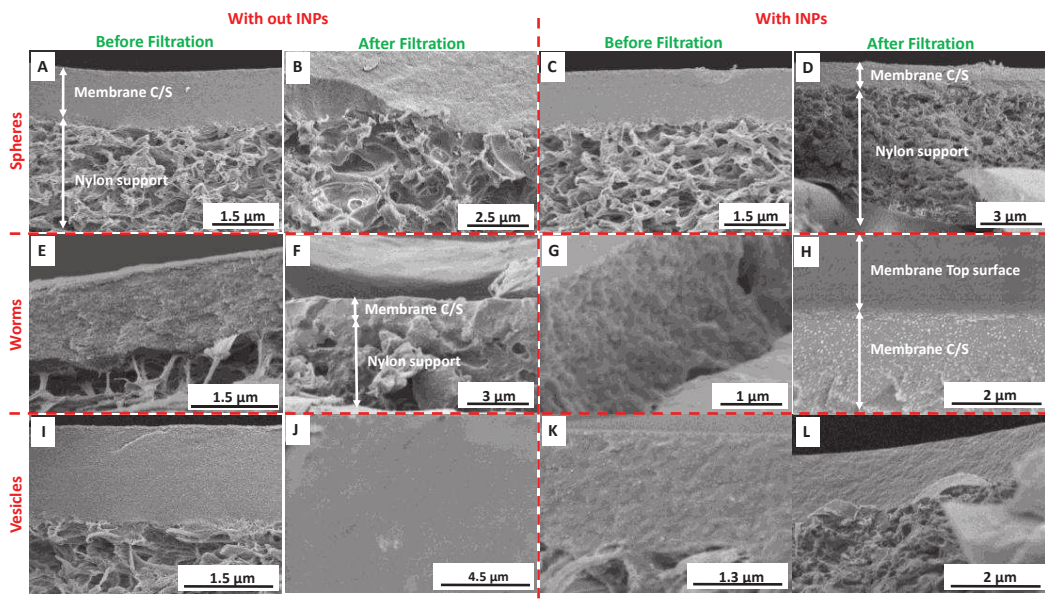 With out INPs
With INPs
Before Filtration
After Filtration
Before Filtration
After Filtration
Spheres
A
Membrane C/S
Nylon support
1.5 µm
B
2.5 µm
C
1.5 µm
D
Membrane C/S
Nylon support
3 µm
Worms
E
1.5 µm
F
Membrane C/S
Nylon support
3 µm
G
1 µm
H
Membrane Top surface
Membrane C/S
2 µm
Vesicles
I
1.5 µm
J
4.5 µm
K
1.3 µm
L
2 µm